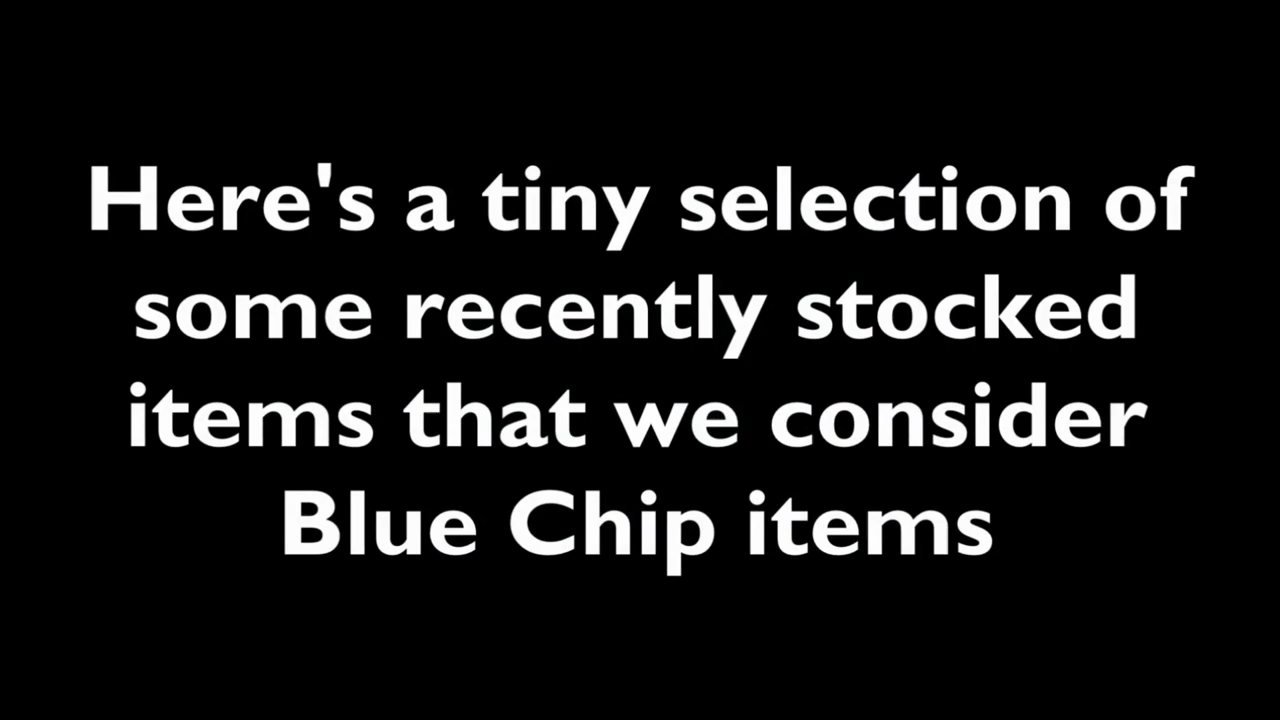 Here's a tiny selection of
some recently stocked
items that we consider
Blue Chip items